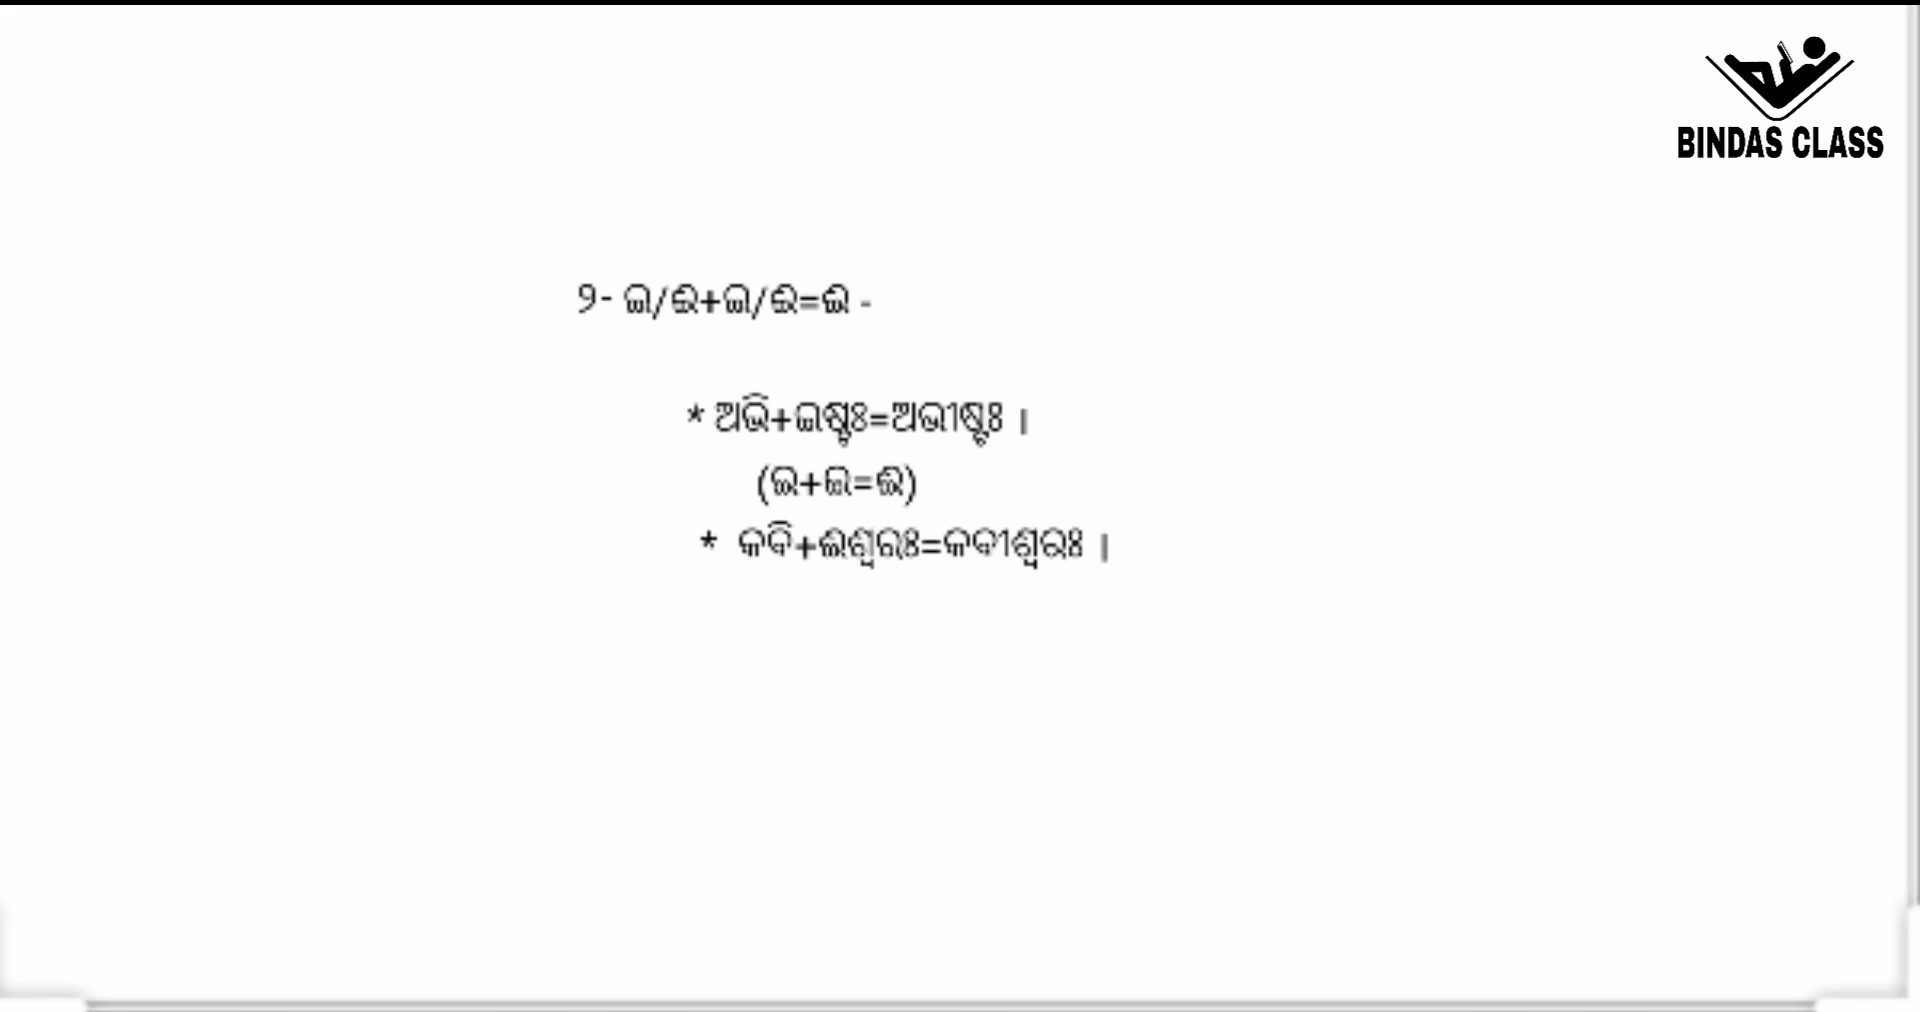 BINDAS CLASS
୨- ଇ/ଈ+ଇ/ଈ=ଈ -
* ଅଭି+ଇଷ୍ଟଃ=ଅଭୀଷ୍ଟଃ |
(ଇ+ଇ=ଈ)
* କବି+ଈଶ୍ୱରଃ=କବୀଶ୍ୱରଃ |